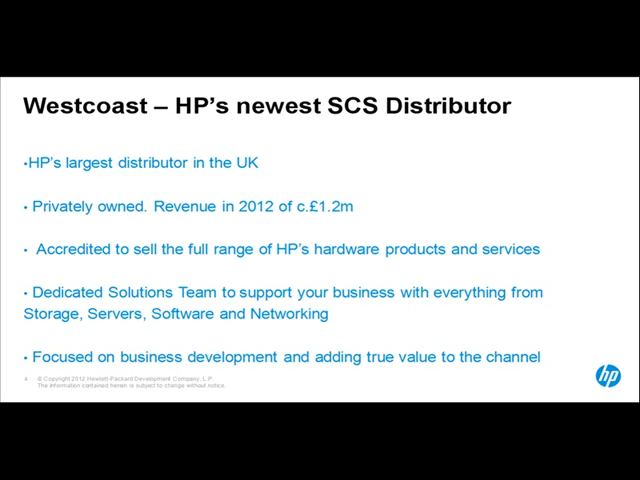 Westcoast – HP's newest SCS Distributor
•HP's largest distributor in the UK
• Privately owned. Revenue in 2012 of c.£1.2m
• Accredited to sell the full range of HP's hardware products and services
• Dedicated Solutions Team to support your business with everything from
Storage, Servers, Software and Networking
• Focused on business development and adding true value to the channel
4 © Copyright 2012 Hewlett-Packard Development Company, L.P.
The information contained herein is subject to change without notice.
hp